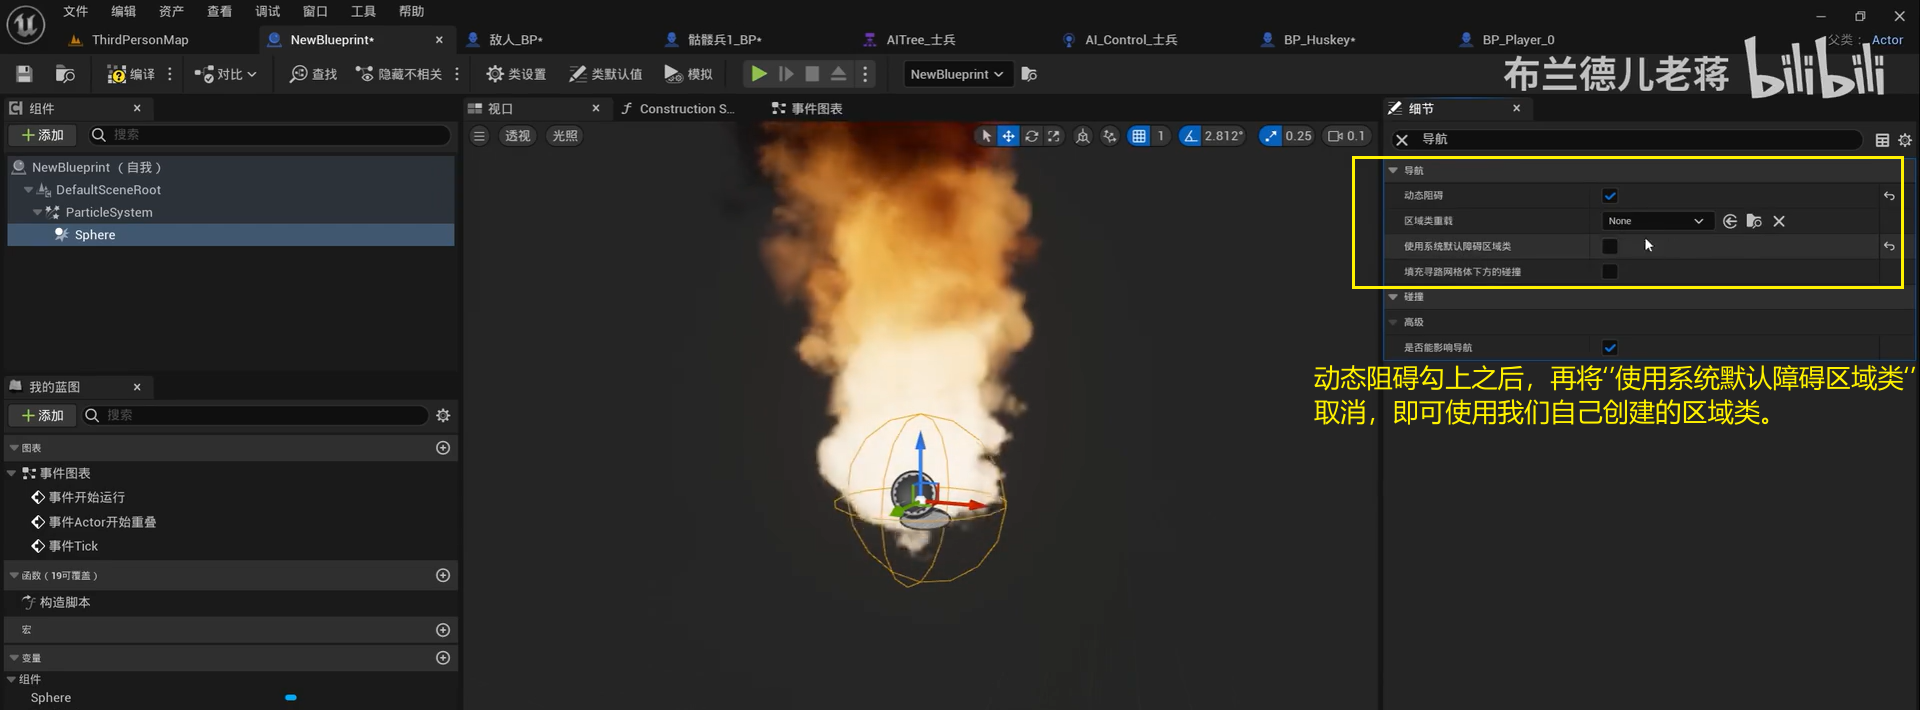 文件 编辑 资产 查看 调试 窗口 工具 帮助
ThirdPersonMap NewBlueprint* 敌人_BP* 骷髅兵1_BP* AITree_士兵 AI_Control_士兵 BP_Huskey* BP_Player_0 父类： Actor
编译 对比 查找 隐藏不相关 类设置 类默认值 模拟 NewBlueprint
布兰德儿老蒋 bilibili
组件 视口 Construction S... 事件图表 细节
添加 搜索 透视 光照 1 2.812° 0.25 0.1 导航
NewBlueprint （自我）
DefaultSceneRoot
ParticleSystem
Sphere
导航
动态阻碍
区域类重载 None
使用系统默认障碍区域类
填充寻路网格体下方的碰撞
碰撞
高级
是否能影响导航
动态阻碍勾上之后，再将‘’使用系统默认障碍区域类‘’
取消，即可使用我们自己创建的区域类。
我的蓝图
添加 搜索
图表
事件图表
事件开始运行
事件Actor开始重叠
事件Tick
函数（19可覆盖）
构造脚本
宏
变量
组件
Sphere